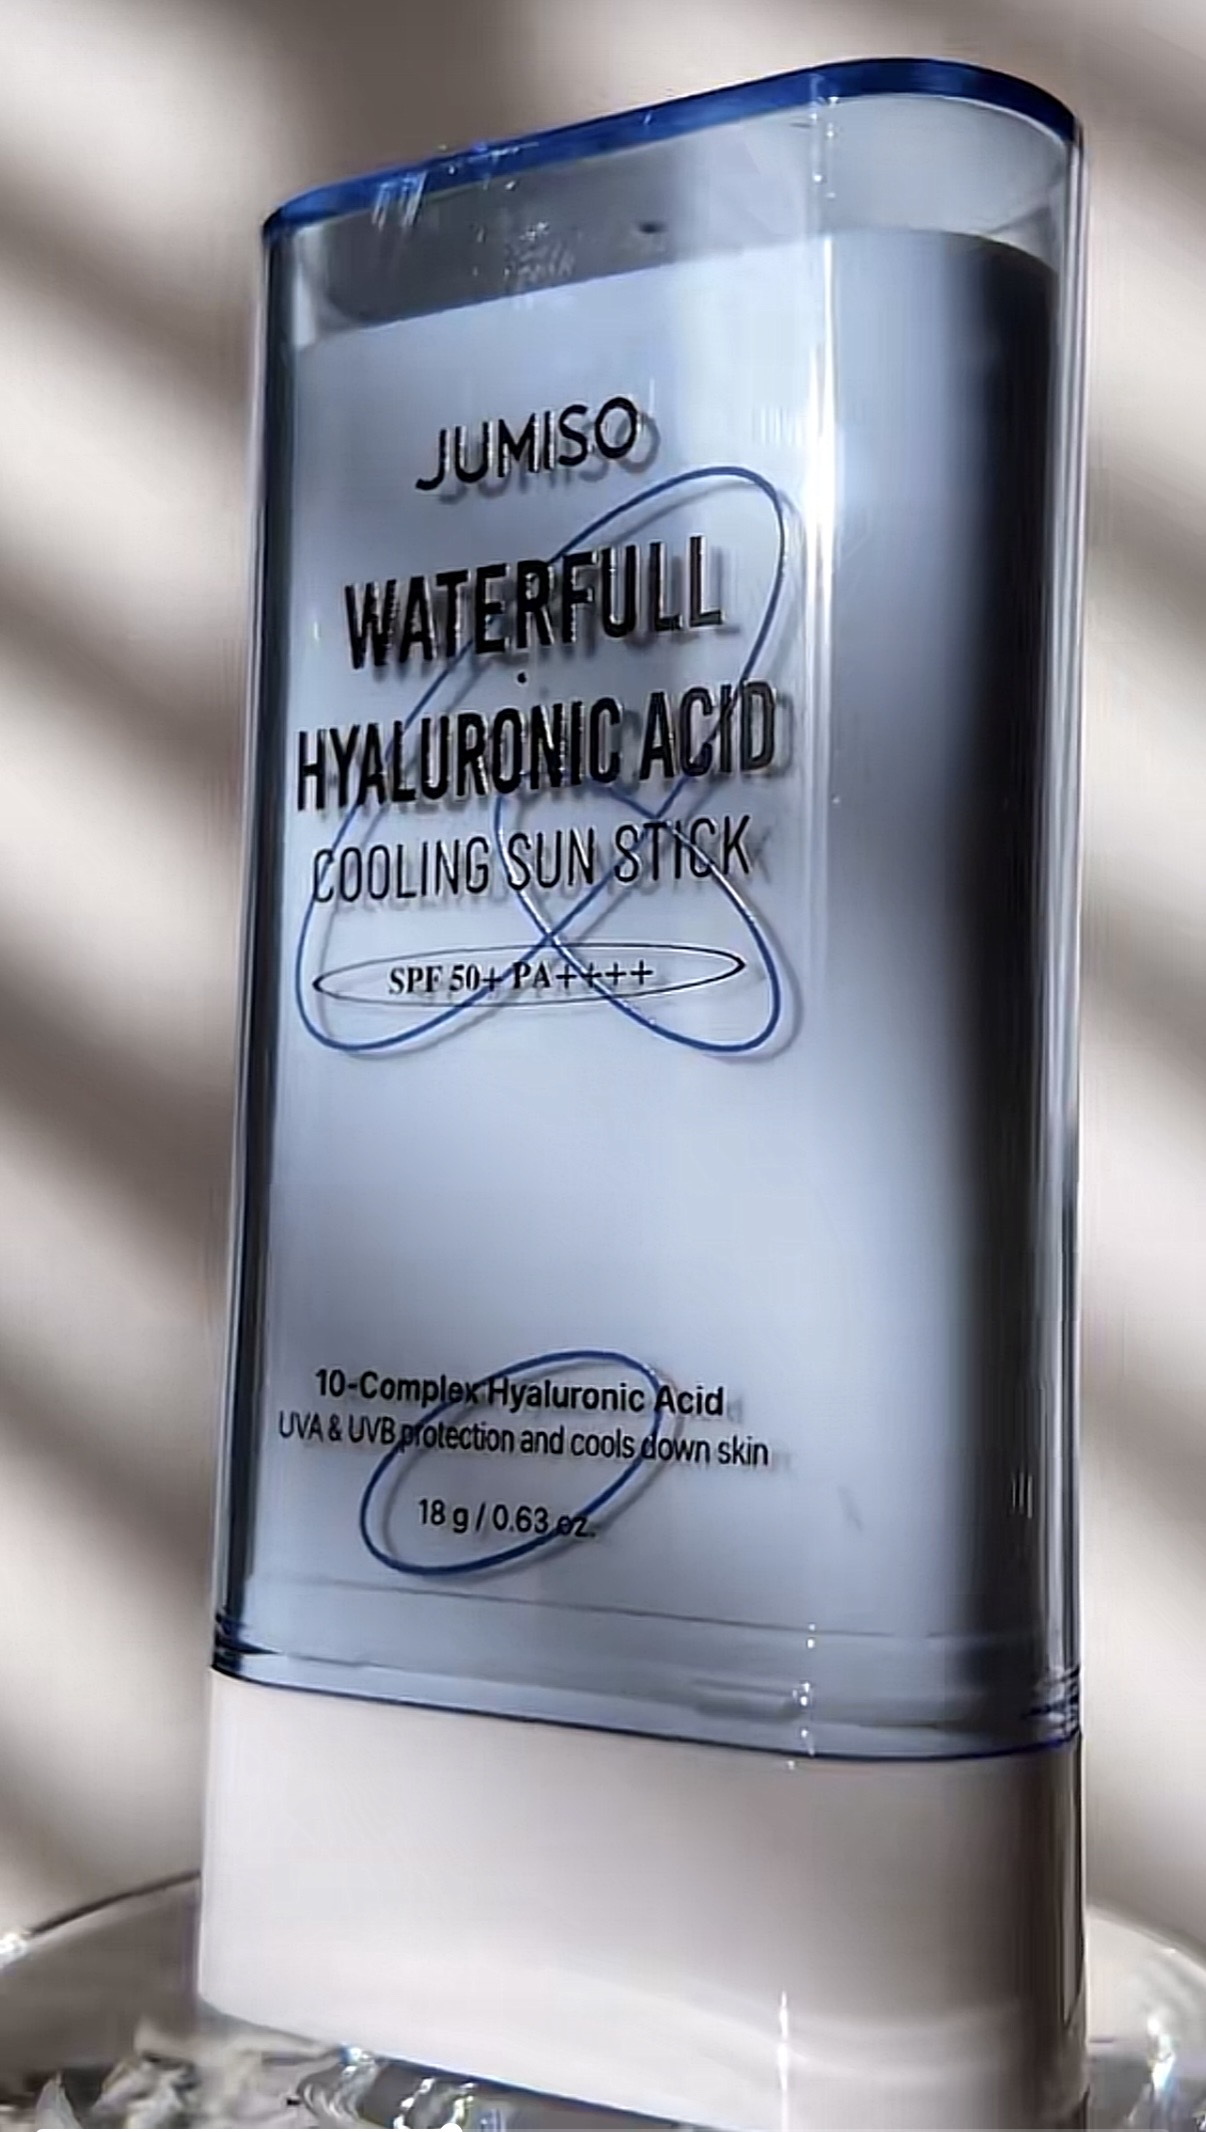 JUMISO
WATERFULL
HYALURONIC ACID
COOLING SUN STICK
SPF 50+ PA++++
10-Complex Hyaluronic Acid
UVA & UVB protection and cools down skin
18 g / 0.63 oz.